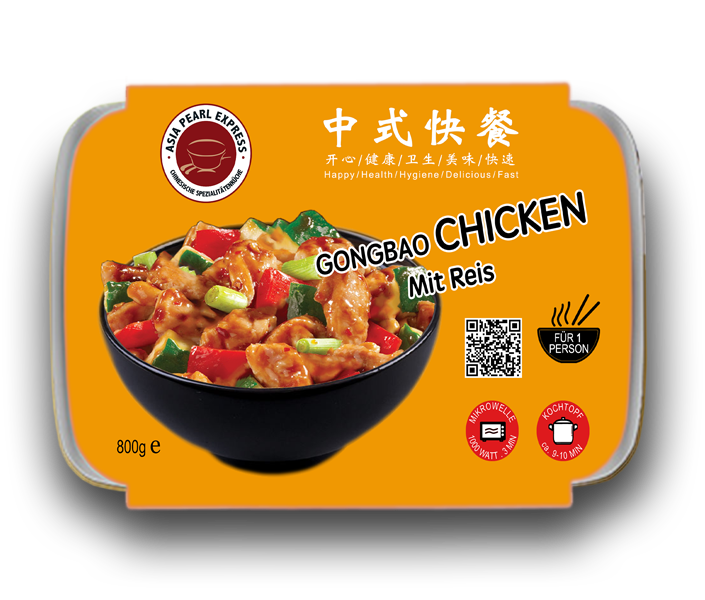 ASIA PEARL EXPRESS
CHINESISCHE SPEZIALITÄTENKÜCHE
中式快餐
开心/健康/卫生/美味/快速
Happy/Health/Hygiene/Delicious/Fast
GONGBAO CHICKEN
Mit Reis
FÜR 1
PERSON
MIKROWELLE
1000 WATT . 3 MIN
KOCHTOPF
ca. 9-10 MIN
800g e